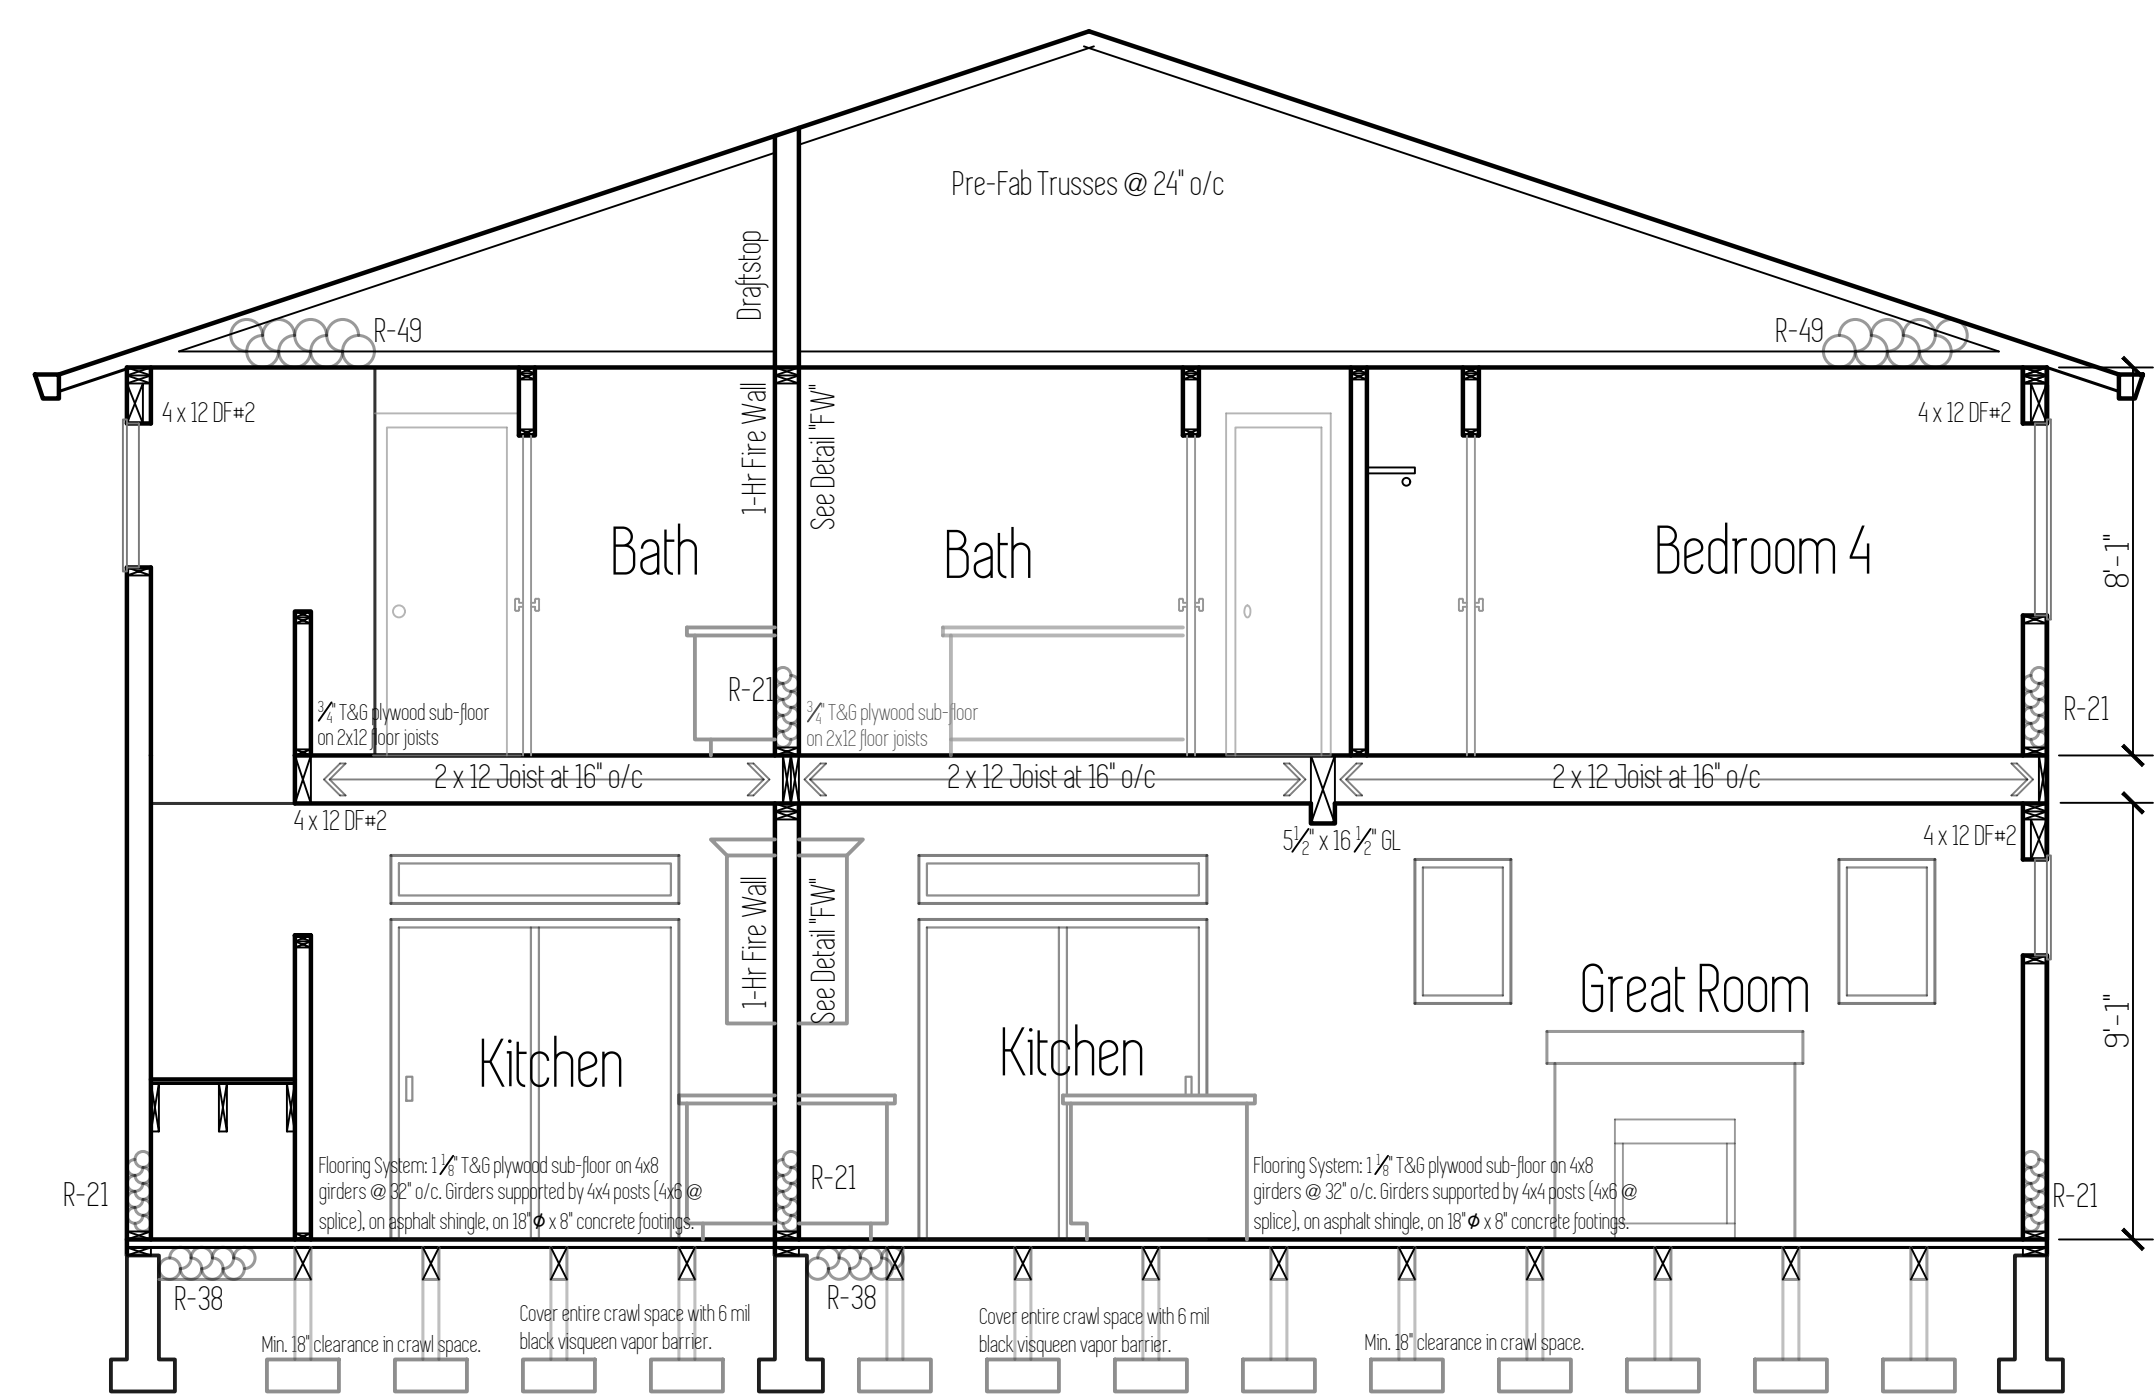 Pre-Fab Trusses @ 24" o/c
Draftstop
R-49
R-49
4 x 12 DF#2
4 x 12 DF#2
1-Hr Fire Wall
See Detail "FW"
Bath
Bath
Bedroom 4
8'-1"
R-21
R-21
3/4" T&G plywood sub-floor
on 2x12 floor joists
3/4" T&G plywood sub-floor
on 2x12 floor joists
2 x 12 Joist at 16" o/c
2 x 12 Joist at 16" o/c
2 x 12 Joist at 16" o/c
4 x 12 DF#2
5 1/2" x 16 1/2" GL
4 x 12 DF#2
1-Hr Fire Wall
See Detail "FW"
Great Room
9'-1"
Kitchen
Kitchen
R-21
R-21
R-21
Flooring System: 1 1/8" T&G plywood sub-floor on 4x8
girders @ 32" o/c. Girders supported by 4x4 posts (4x6 @
splice), on asphalt shingle, on 18"ϕ x 8" concrete footings.
Flooring System: 1 1/8" T&G plywood sub-floor on 4x8
girders @ 32" o/c. Girders supported by 4x4 posts (4x6 @
splice), on asphalt shingle, on 18"ϕ x 8" concrete footings.
R-38
R-38
Min. 18" clearance in crawl space.
Cover entire crawl space with 6 mil
black visqueen vapor barrier.
Cover entire crawl space with 6 mil
black visqueen vapor barrier.
Min. 18" clearance in crawl space.